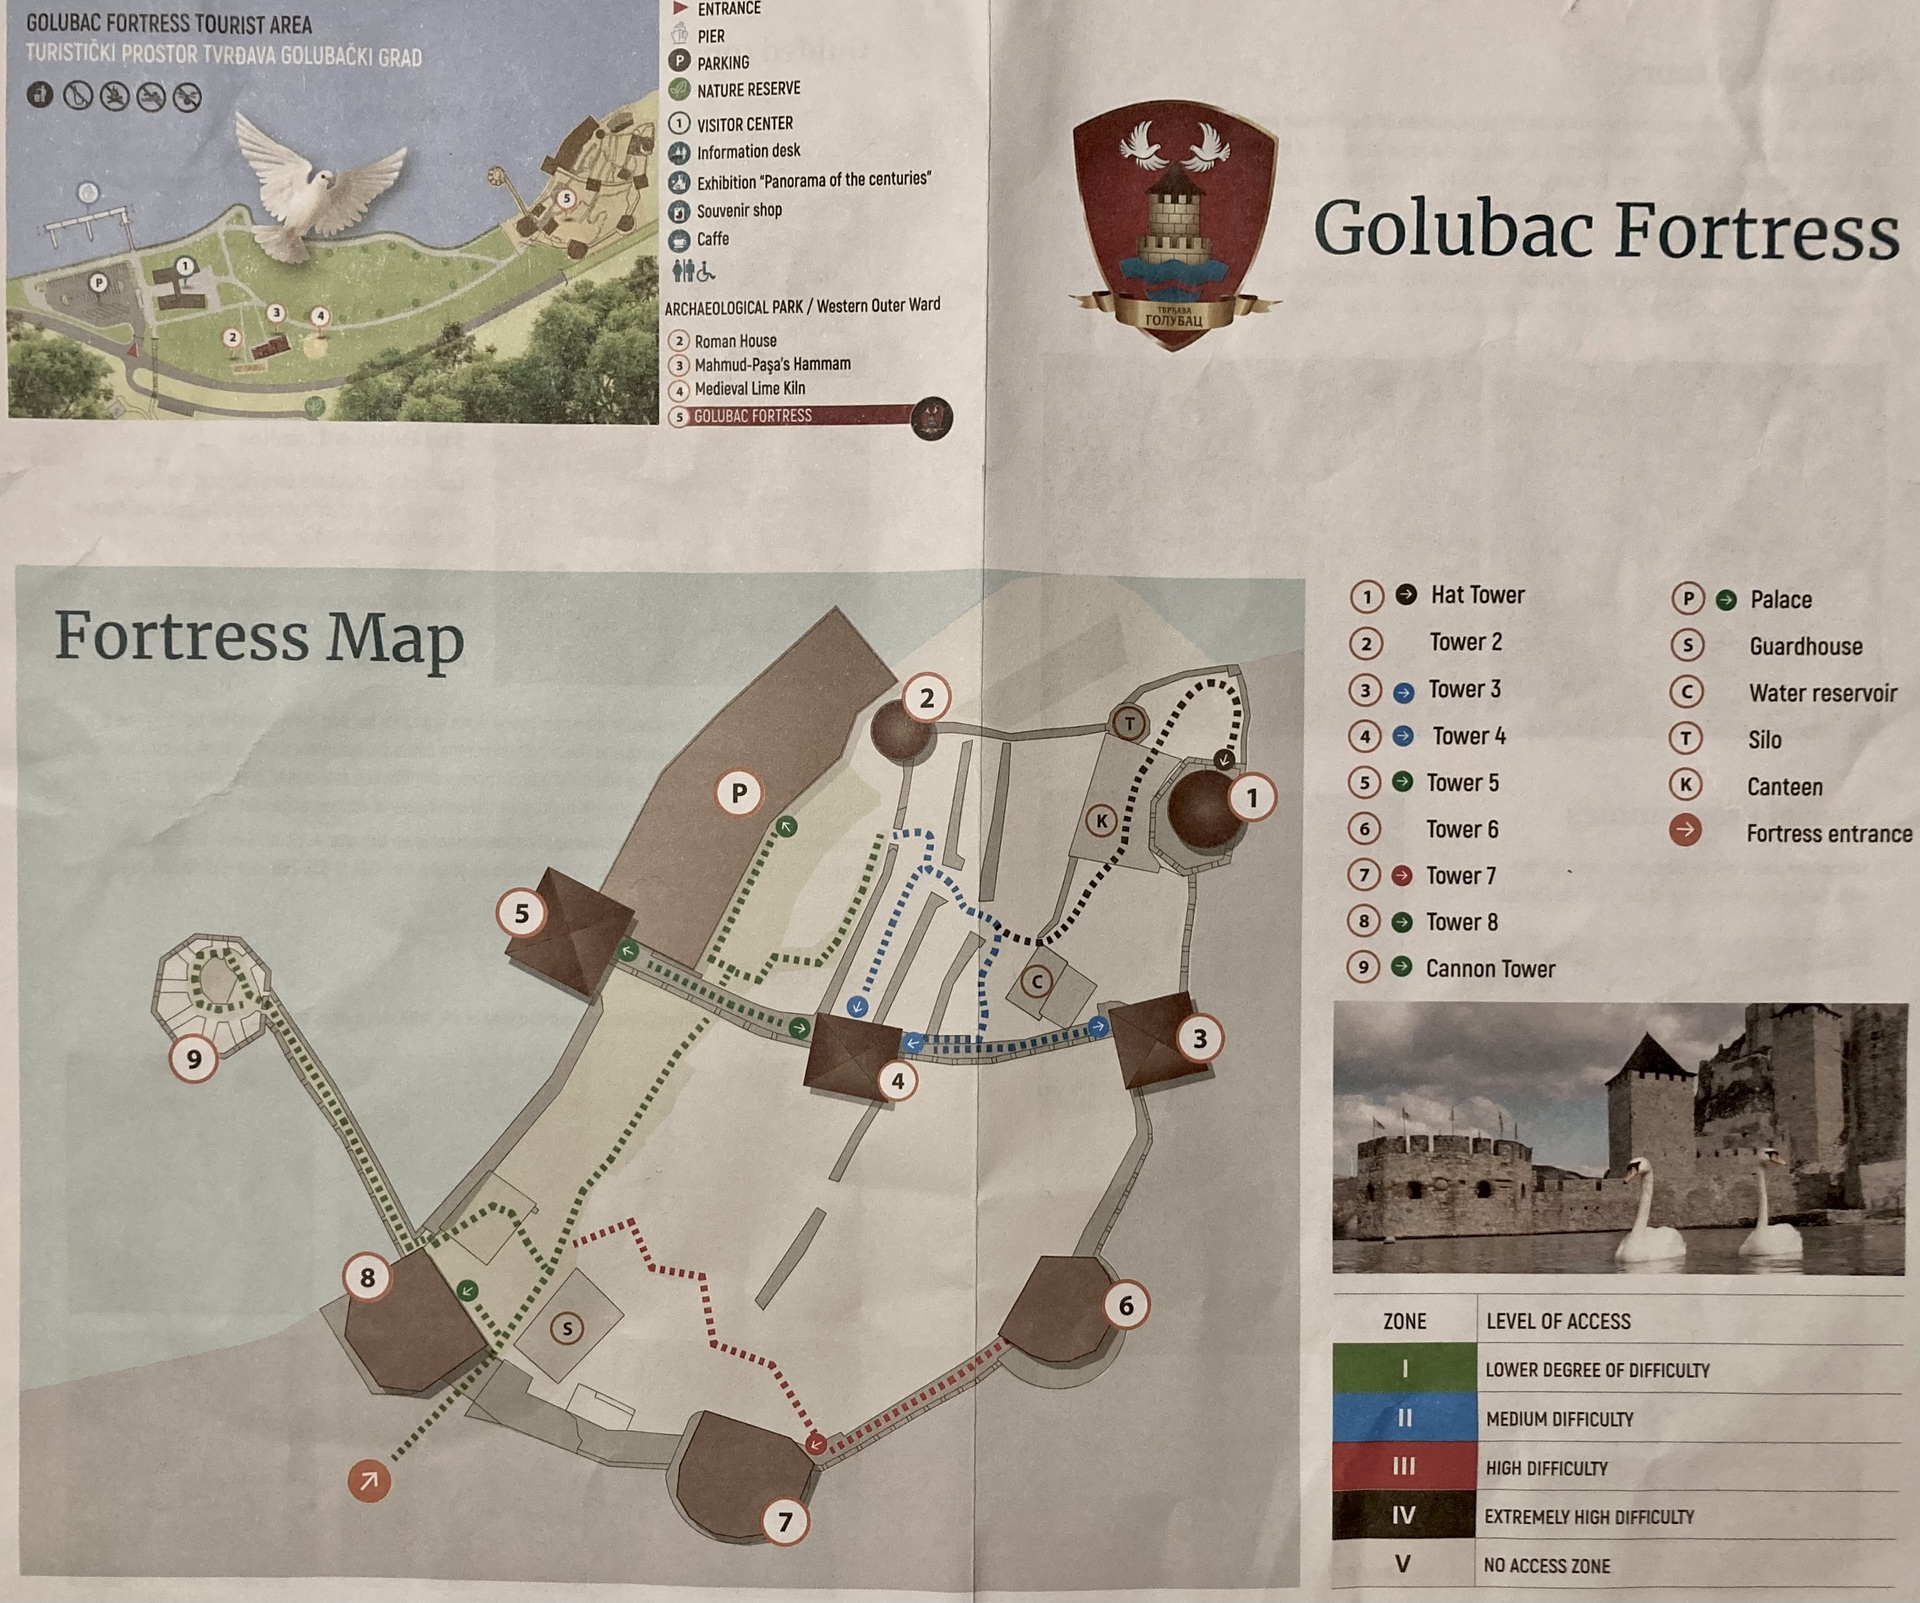 GOLUBAC FORTRESS TOURIST AREA
TURISTIČKI PROSTOR TVRĐAVA GOLUBAČKI GRAD
P
1
2
3
4
5
ENTRANCE
PIER
P PARKING
NATURE RESERVE
1 VISITOR CENTER
Information desk
Exhibition "Panorama of the centuries"
Souvenir shop
Caffe
ARCHAEOLOGICAL PARK / Western Outer Ward
2 Roman House
3 Mahmud-Paşa's Hammam
4 Medieval Lime Kiln
5 GOLUBAC FORTRESS
ТВРЂАВА
ГОЛУБАЦ
Golubac Fortress
Fortress Map
2
T
P
1
K
5
C
9
3
4
8
6
S
7
1 Hat Tower
2 Tower 2
3 Tower 3
4 Tower 4
5 Tower 5
6 Tower 6
7 Tower 7
8 Tower 8
9 Cannon Tower
P Palace
S Guardhouse
C Water reservoir
T Silo
K Canteen
Fortress entrance
ZONE LEVEL OF ACCESS
I LOWER DEGREE OF DIFFICULTY
II MEDIUM DIFFICULTY
III HIGH DIFFICULTY
IV EXTREMELY HIGH DIFFICULTY
V NO ACCESS ZONE